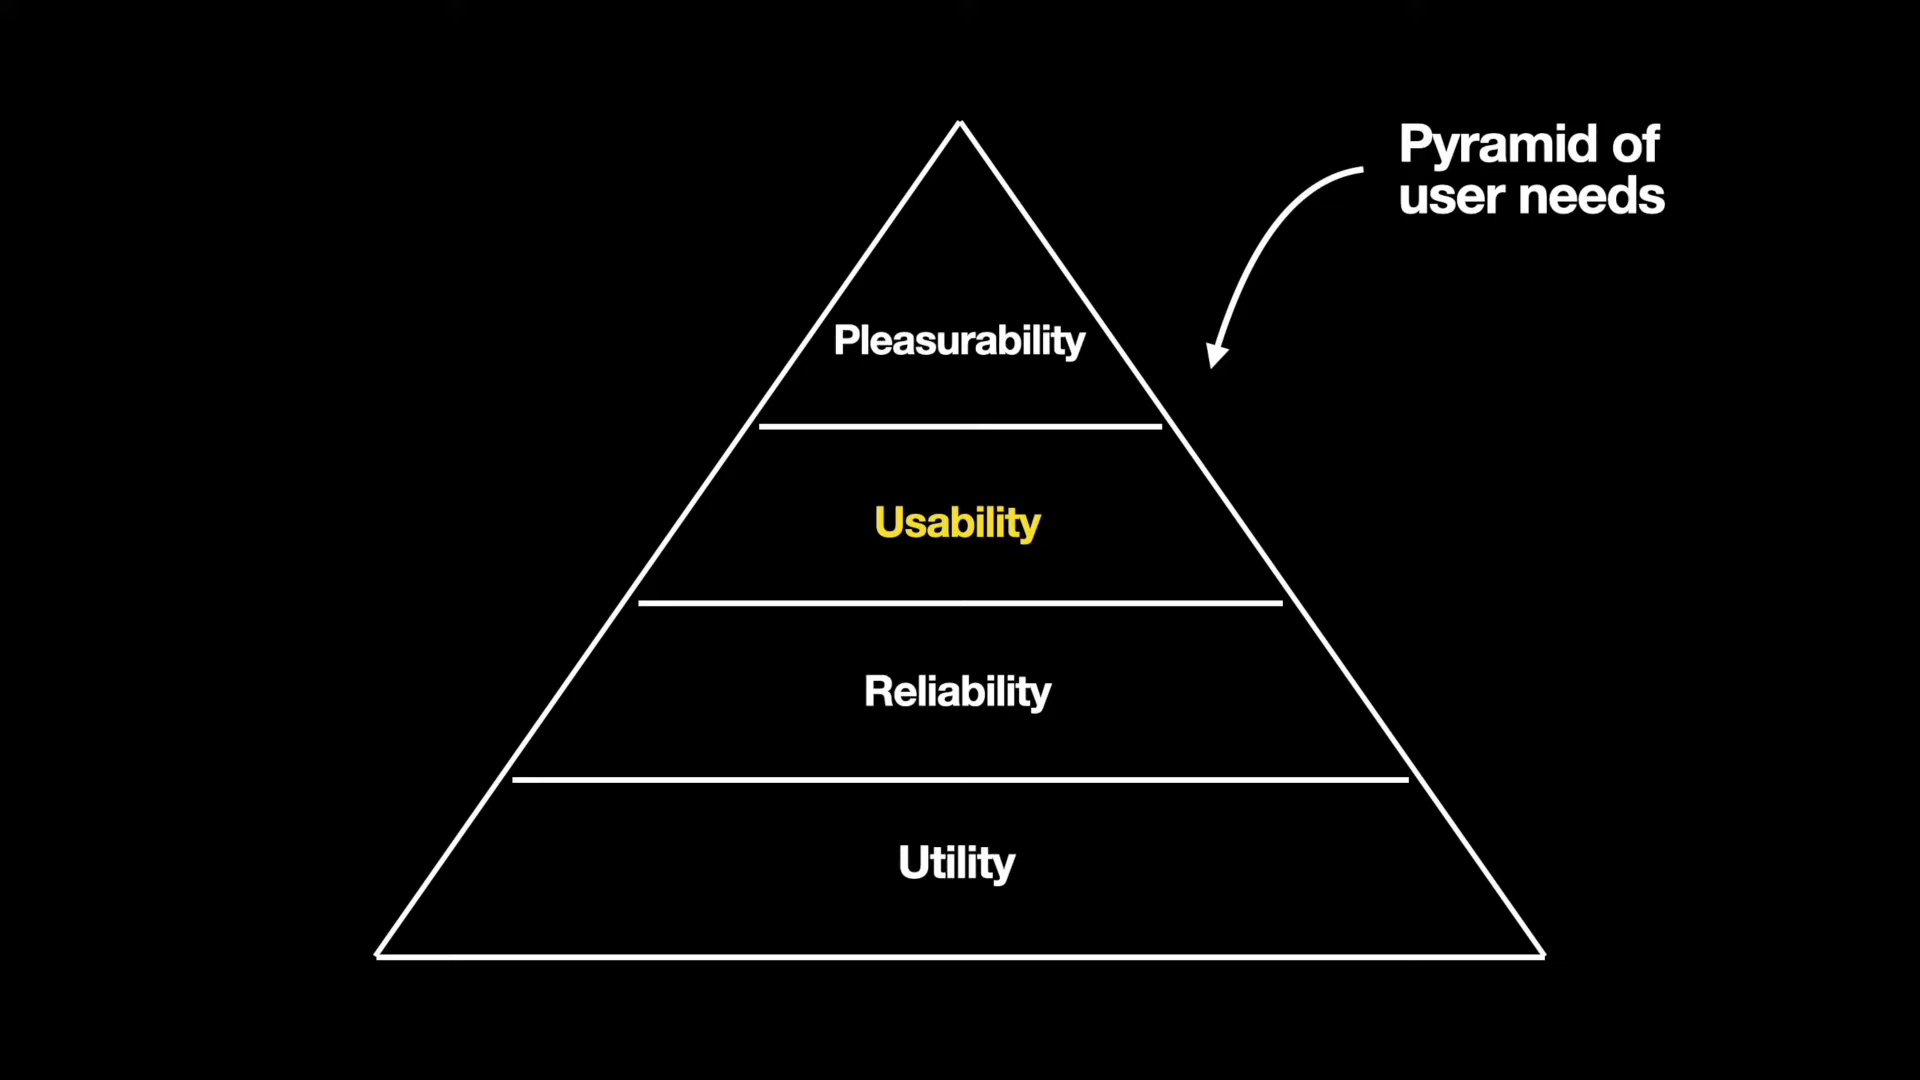 Pyramid of
user needs
Pleasurability
Usability
Reliability
Utility